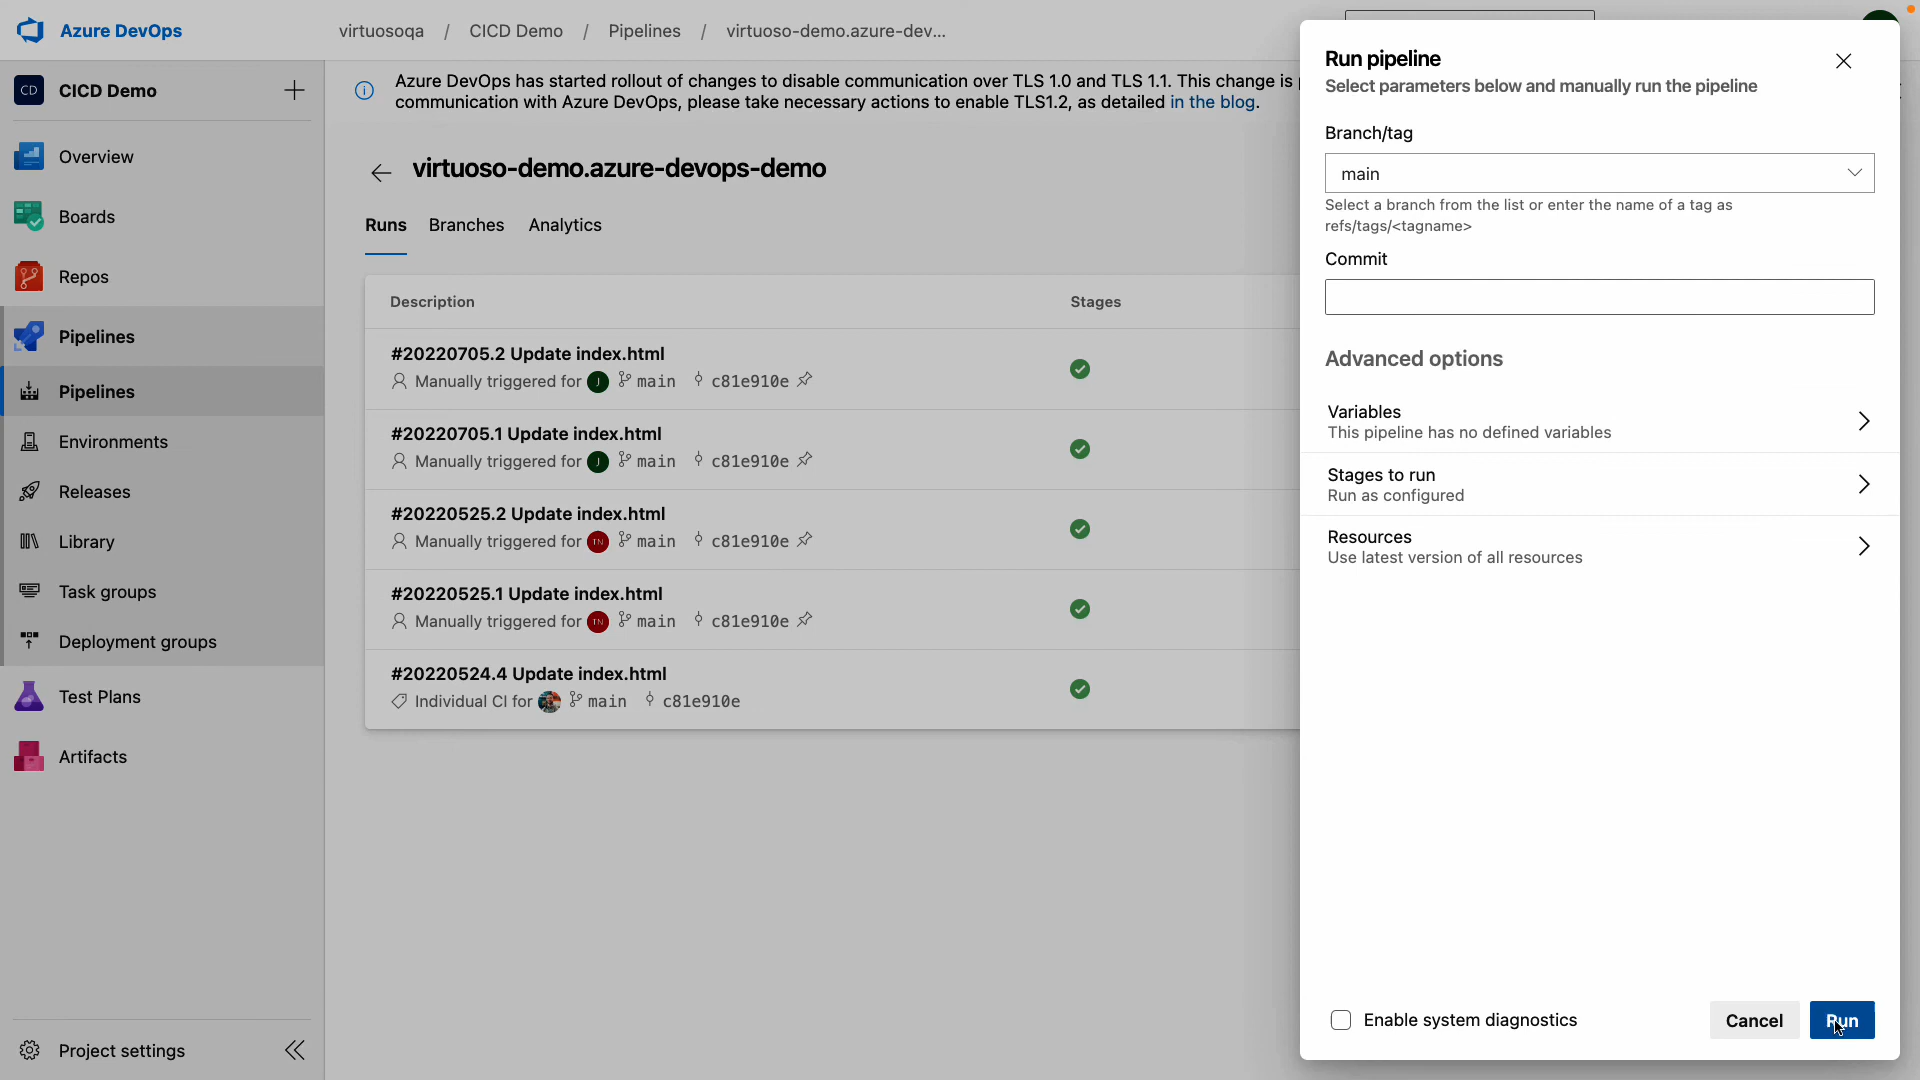 Azure DevOps
virtuosoqa / CICD Demo / Pipelines / virtuoso-demo.azure-dev...
CD CICD Demo
Overview
Boards
Repos
Pipelines
Pipelines
Environments
Releases
Library
Task groups
Deployment groups
Test Plans
Artifacts
Project settings
Azure DevOps has started rollout of changes to disable communication over TLS 1.0 and TLS 1.1. This change is
communication with Azure DevOps, please take necessary actions to enable TLS1.2, as detailed in the blog.
virtuoso-demo.azure-devops-demo
Runs Branches Analytics
Description Stages
#20220705.2 Update index.html
Manually triggered for J main c81e910e
#20220705.1 Update index.html
Manually triggered for J main c81e910e
#20220525.2 Update index.html
Manually triggered for TN main c81e910e
#20220525.1 Update index.html
Manually triggered for TN main c81e910e
#20220524.4 Update index.html
Individual CI for main c81e910e
Run pipeline
Select parameters below and manually run the pipeline
Branch/tag
main
Select a branch from the list or enter the name of a tag as
refs/tags/<tagname>
Commit
Advanced options
Variables
This pipeline has no defined variables
Stages to run
Run as configured
Resources
Use latest version of all resources
Enable system diagnostics
Cancel
Run